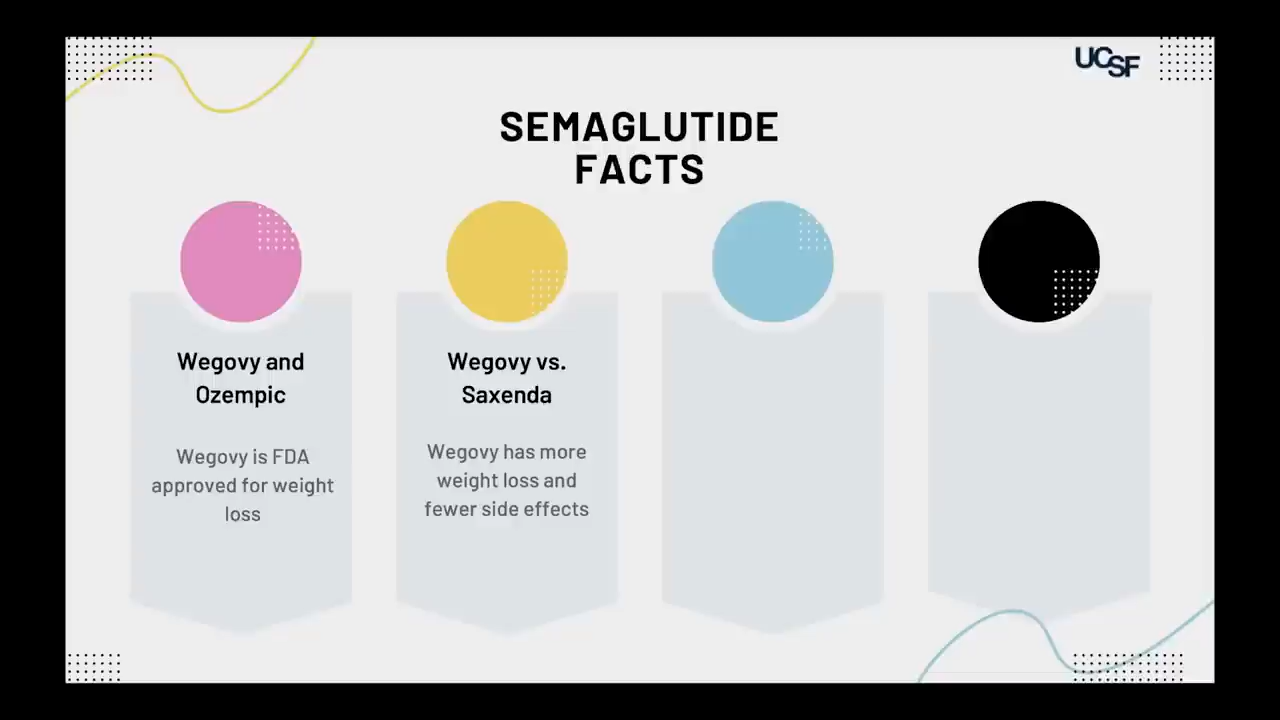 UCSF
SEMAGLUTIDE
FACTS
Wegovy and
Ozempic
Wegovy is FDA
approved for weight
loss
Wegovy vs.
Saxenda
Wegovy has more
weight loss and
fewer side effects